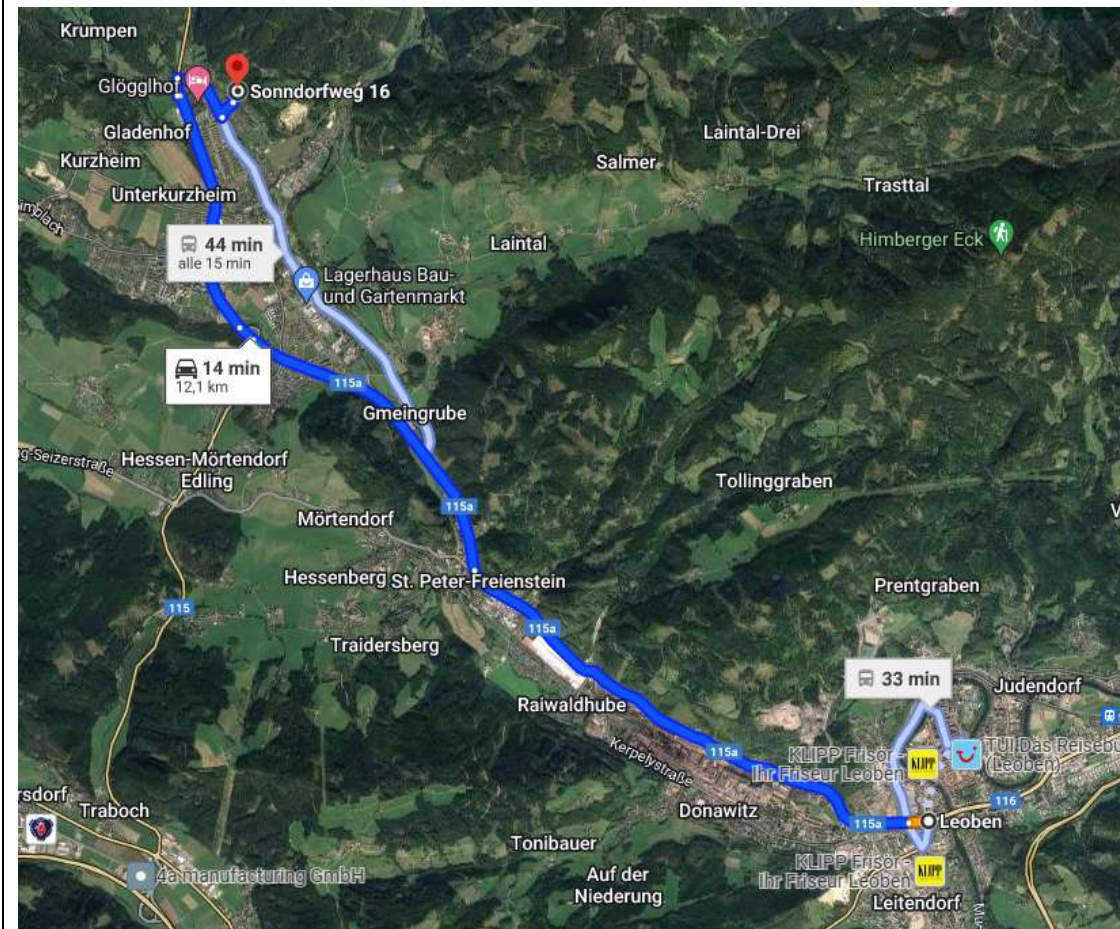 Krumpen
Glögglhof
Sonndorfweg 16
Gladenhof
Laintal-Drei
Kurzheim
Salmer
Trasttal
Unterkurzheim
44 min
alle 15 min
Laintal
Himberger Eck
Lagerhaus Bau-
und Gartenmarkt
14 min
12,1 km
115a
Gmeingrube
Hessen-Mörtendorf
Edling
Tollinggraben
115a
Mörtendorf
Hessenberg
St. Peter-Freienstein
Prentgraben
115
115a
Traidersberg
33 min
Judendorf
Raiwaldhube
Kerpelystraße
115a
KLIPP Frisör -
Ihr Friseur Leoben
KLIPP
TUI Das Reisebü
(Leoben)
Traboch
Donawitz
116
115a
Leoben
Tonibauer
KLIPP Frisör -
Ihr Friseur Leoben
KLIPP
4a manufacturing GmbH
Auf der
Niederung
Leitendorf